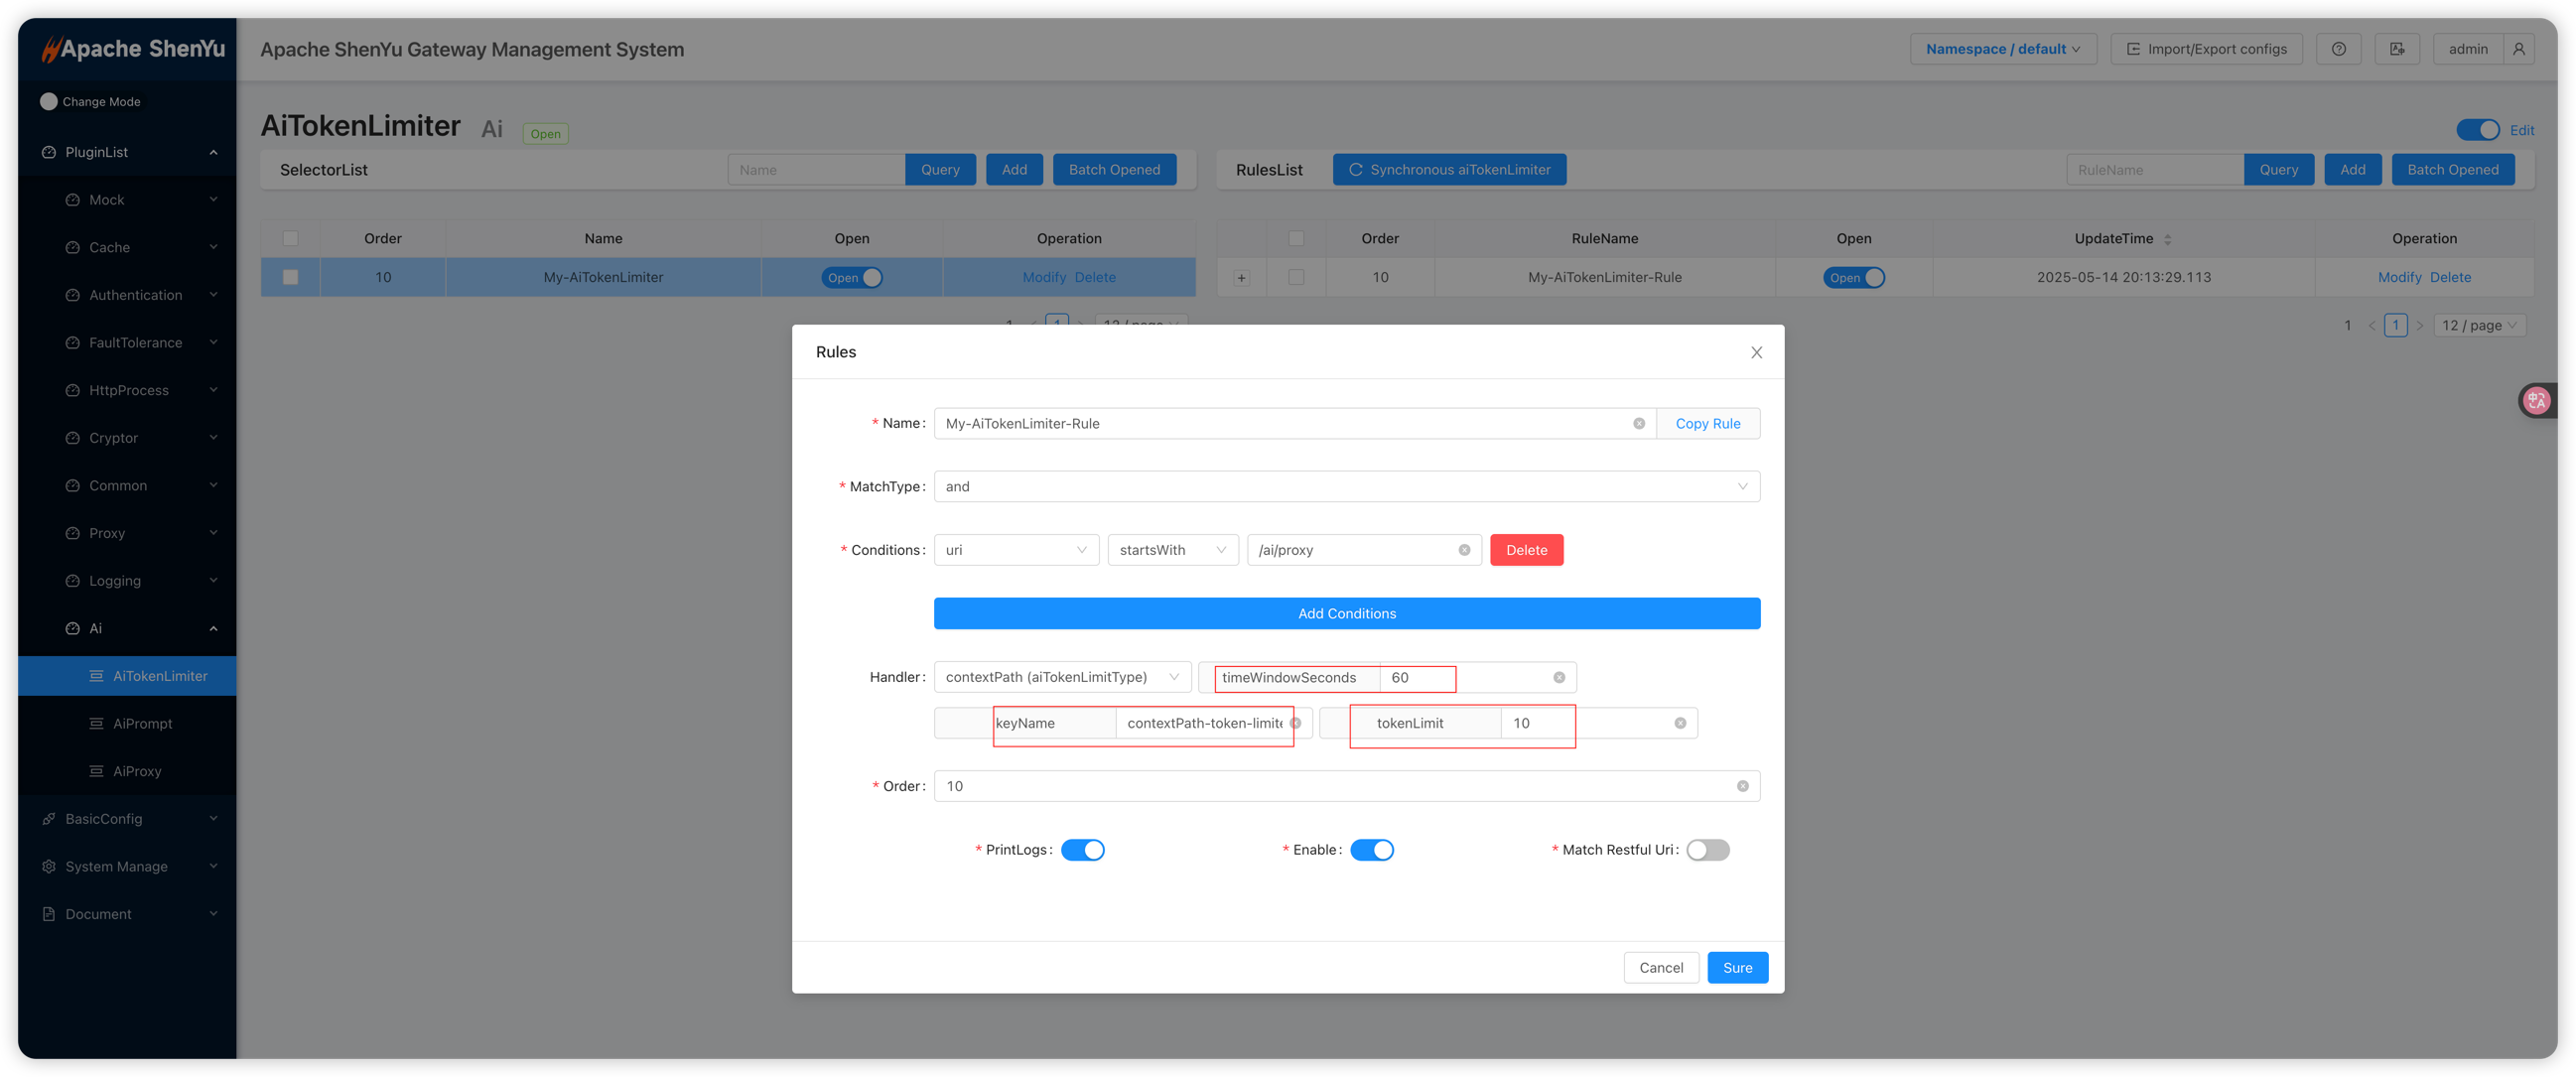 Apache ShenYu
Apache ShenYu Gateway Management System
Namespace / default
Import/Export configs
admin
Change Mode
PluginList
Mock
Cache
Authentication
FaultTolerance
HttpProcess
Cryptor
Common
Proxy
Logging
Ai
AiTokenLimiter
AiPrompt
AiProxy
BasicConfig
System Manage
Document
AiTokenLimiter Ai Open
Edit
SelectorList Name Query Add Batch Opened
Order Name Open Operation
10 My-AiTokenLimiter Open Modify Delete
1 < 1 > 12 / page
RulesList Synchronous aiTokenLimiter RuleName Query Add Batch Opened
Order RuleName Open UpdateTime Operation
+ 10 My-AiTokenLimiter-Rule Open 2025-05-14 20:13:29.113 Modify Delete
1 < 1 > 12 / page
Rules
* Name: My-AiTokenLimiter-Rule Copy Rule
* MatchType: and
* Conditions: uri startsWith /ai/proxy Delete
Add Conditions
Handler: contextPath (aiTokenLimitType) timeWindowSeconds 60
keyName contextPath-token-limite tokenLimit 10
* Order: 10
* PrintLogs: * Enable: * Match Restful Uri:
Cancel Sure